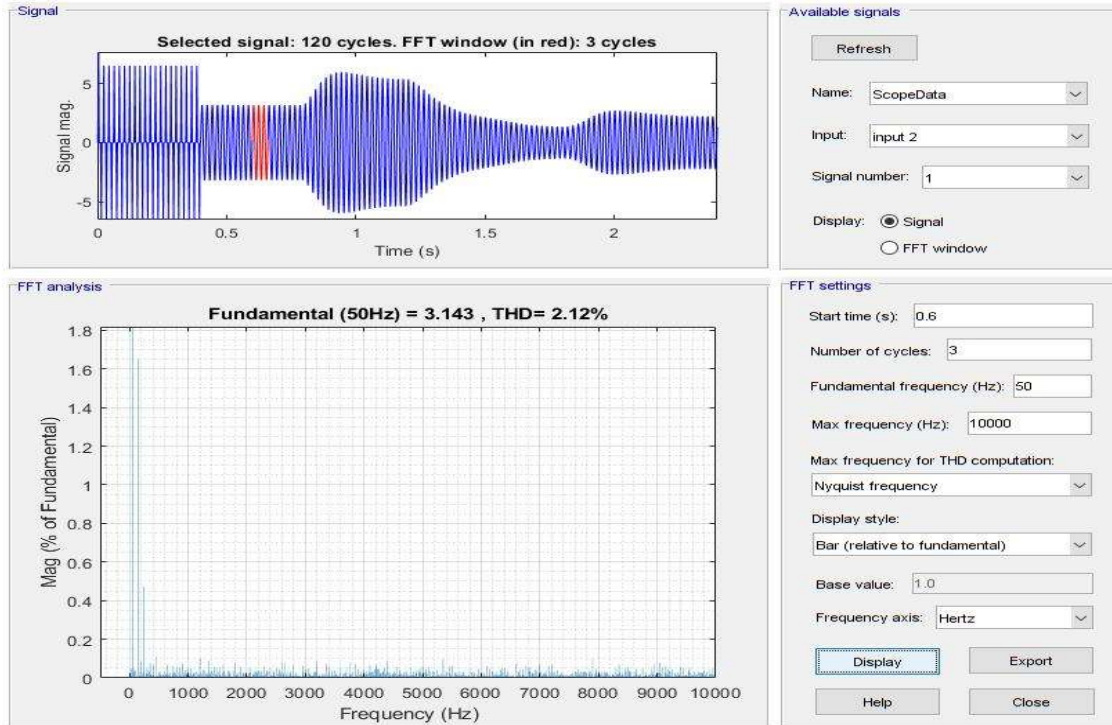 Signal
Selected signal: 120 cycles. FFT window (in red): 3 cycles
Signal mag.
5
0
-5
0
0.5
1
1.5
2
Time (s)
Available signals
Refresh
Name: ScopeData
Input: input 2
Signal number: 1
Display: Signal
FFT window
FFT analysis
Fundamental (50Hz) = 3.143 , THD= 2.12%
Mag (% of Fundamental)
1.8
1.6
1.4
1.2
1
0.8
0.6
0.4
0.2
0
0 1000 2000 3000 4000 5000 6000 7000 8000 9000 10000
Frequency (Hz)
FFT settings
Start time (s): 0.6
Number of cycles: 3
Fundamental frequency (Hz): 50
Max frequency (Hz): 10000
Max frequency for THD computation:
Nyquist frequency
Display style:
Bar (relative to fundamental)
Base value: 1.0
Frequency axis: Hertz
Display Export
Help Close